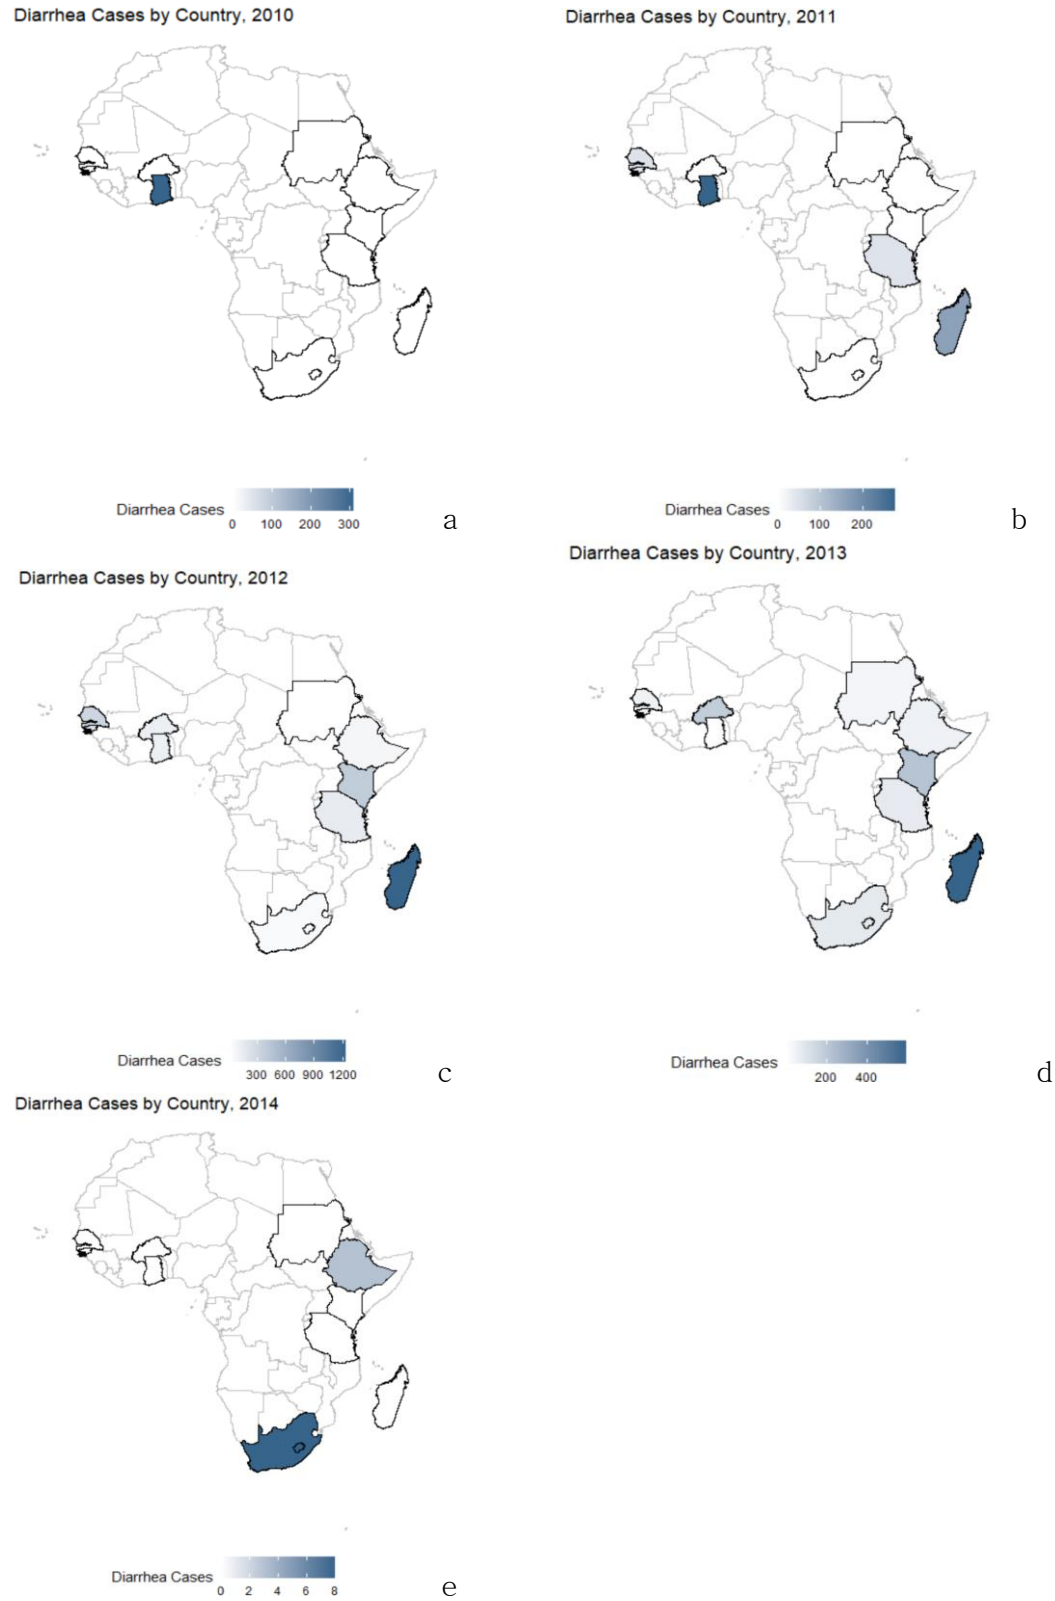 Diarrhea Cases by Country, 2010
Diarrhea Cases
0 100 200 300
a
Diarrhea Cases by Country, 2011
Diarrhea Cases
0 100 200
b
Diarrhea Cases by Country, 2012
Diarrhea Cases
300 600 900 1200
c
Diarrhea Cases by Country, 2013
Diarrhea Cases
200 400
d
Diarrhea Cases by Country, 2014
Diarrhea Cases
0 2 4 6 8
e